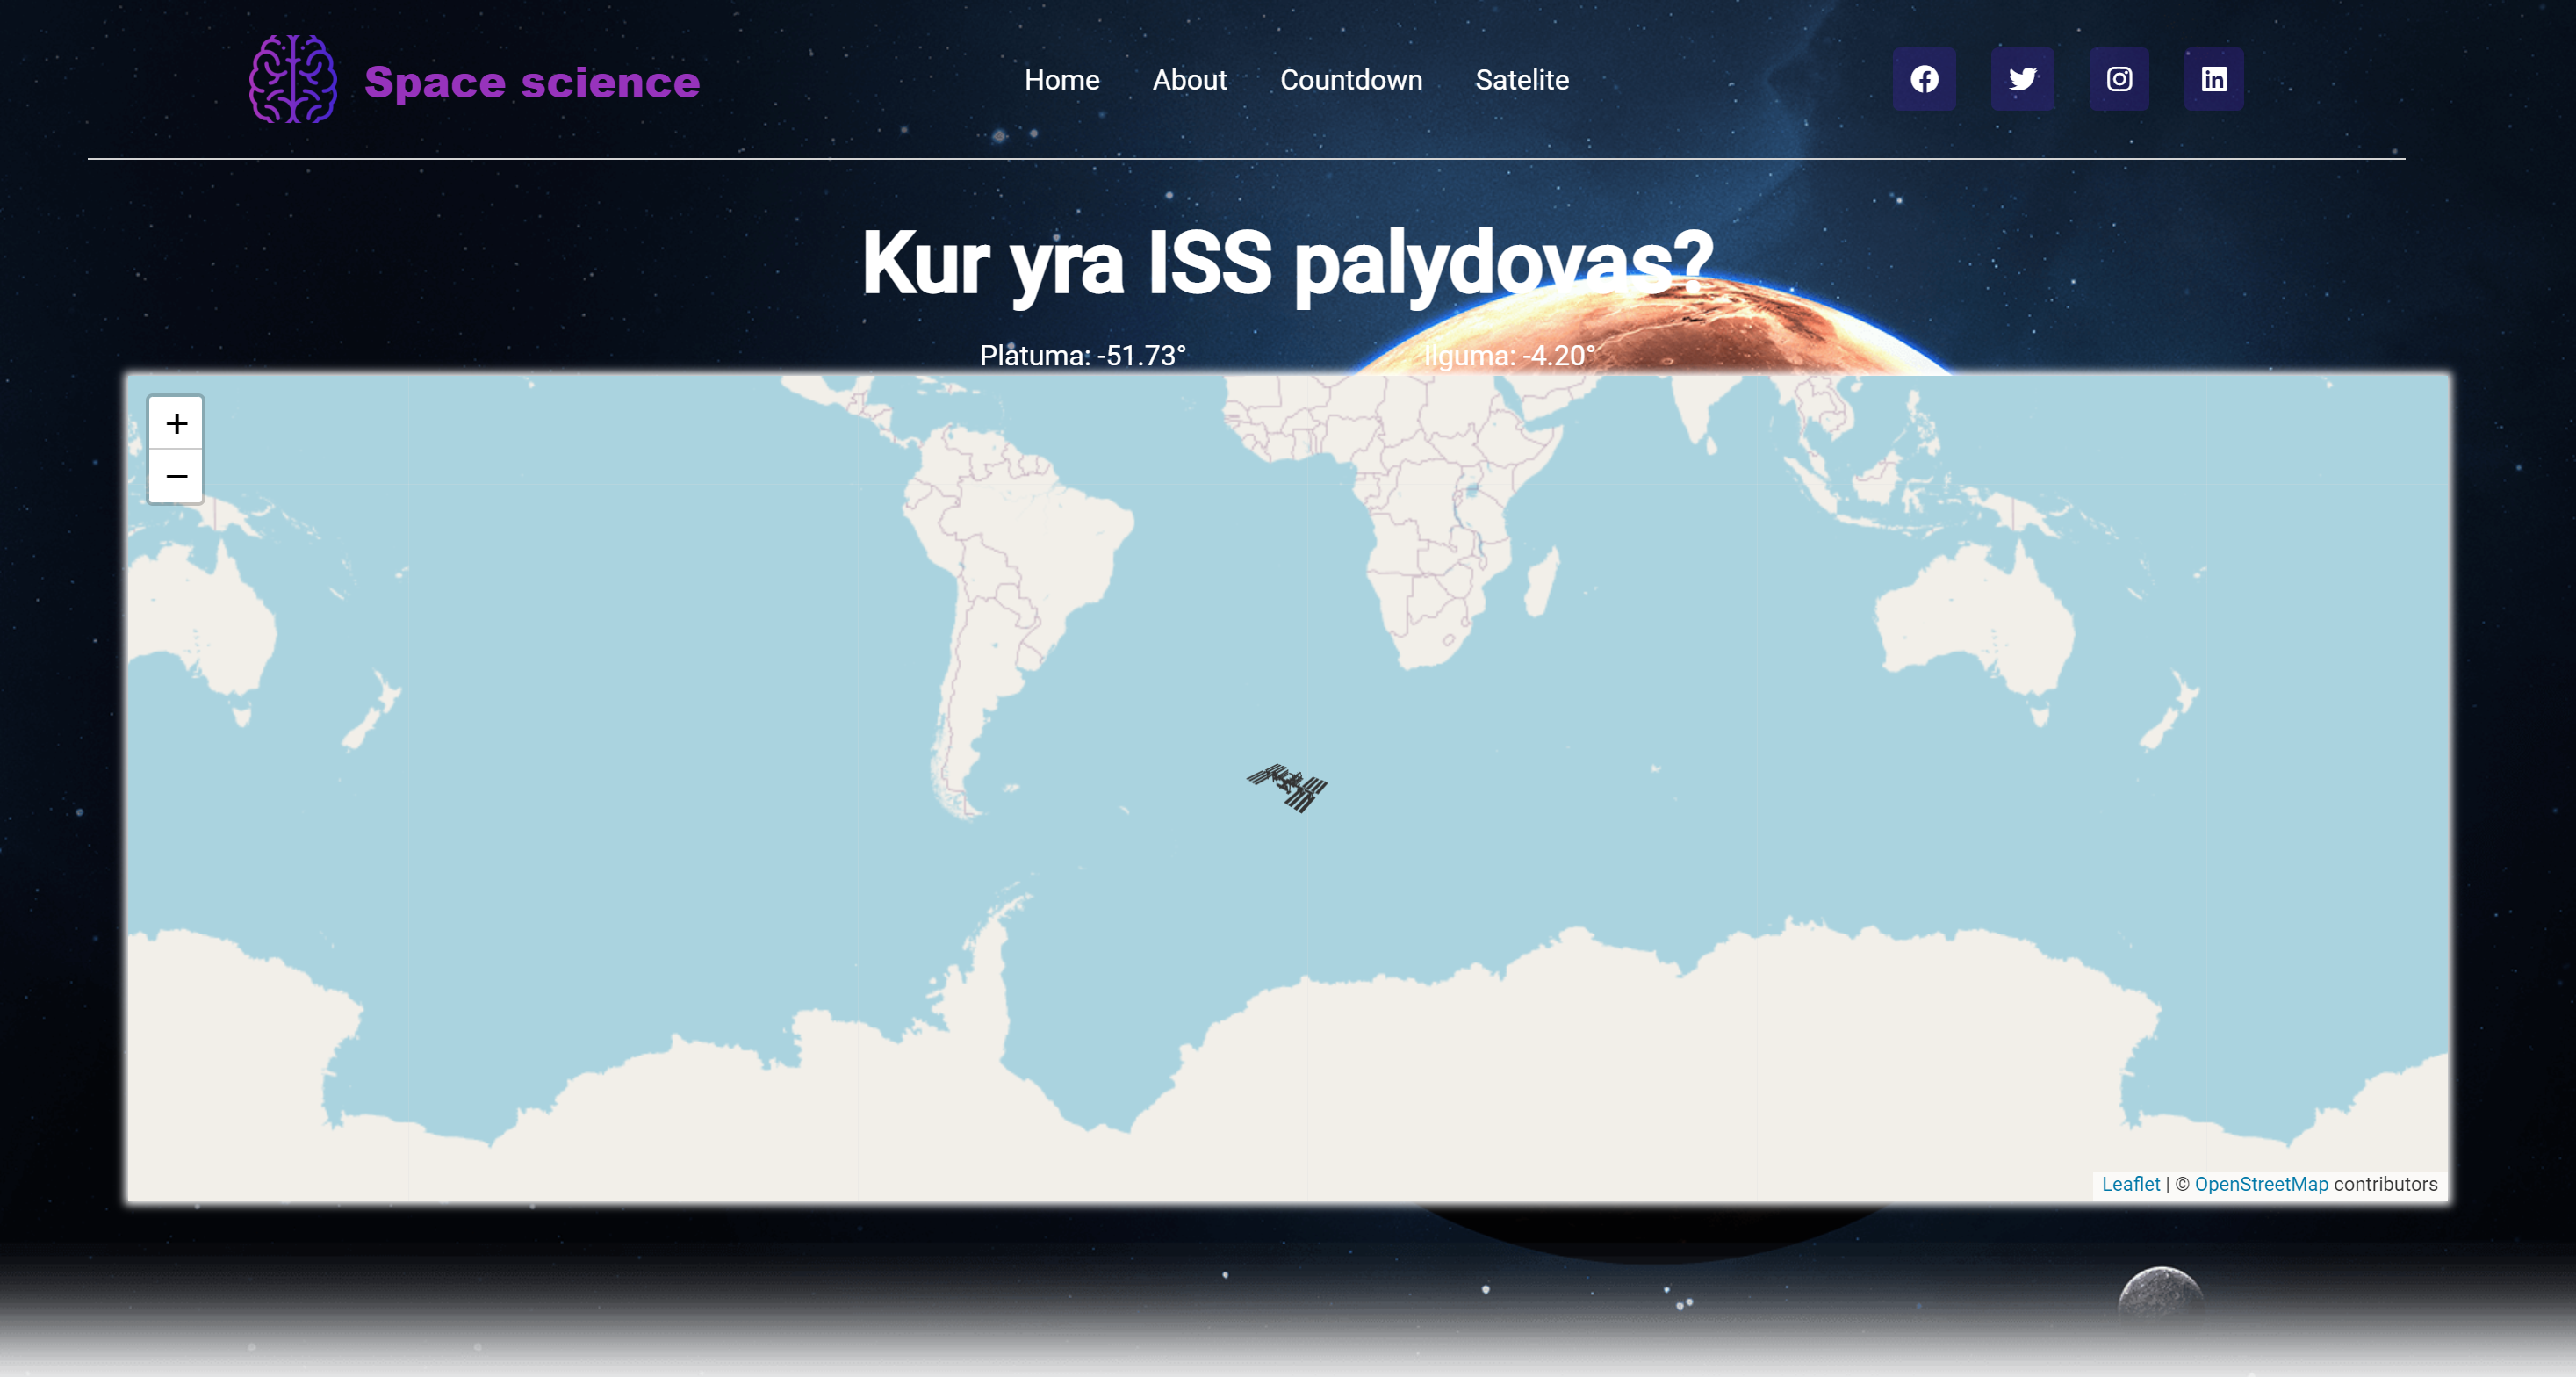 Space science
Home About Countdown Satelite
Kur yra ISS palydovas?
Platuma: -51.73° Ilguma: -4.20°
+
−
Leaflet | © OpenStreetMap contributors